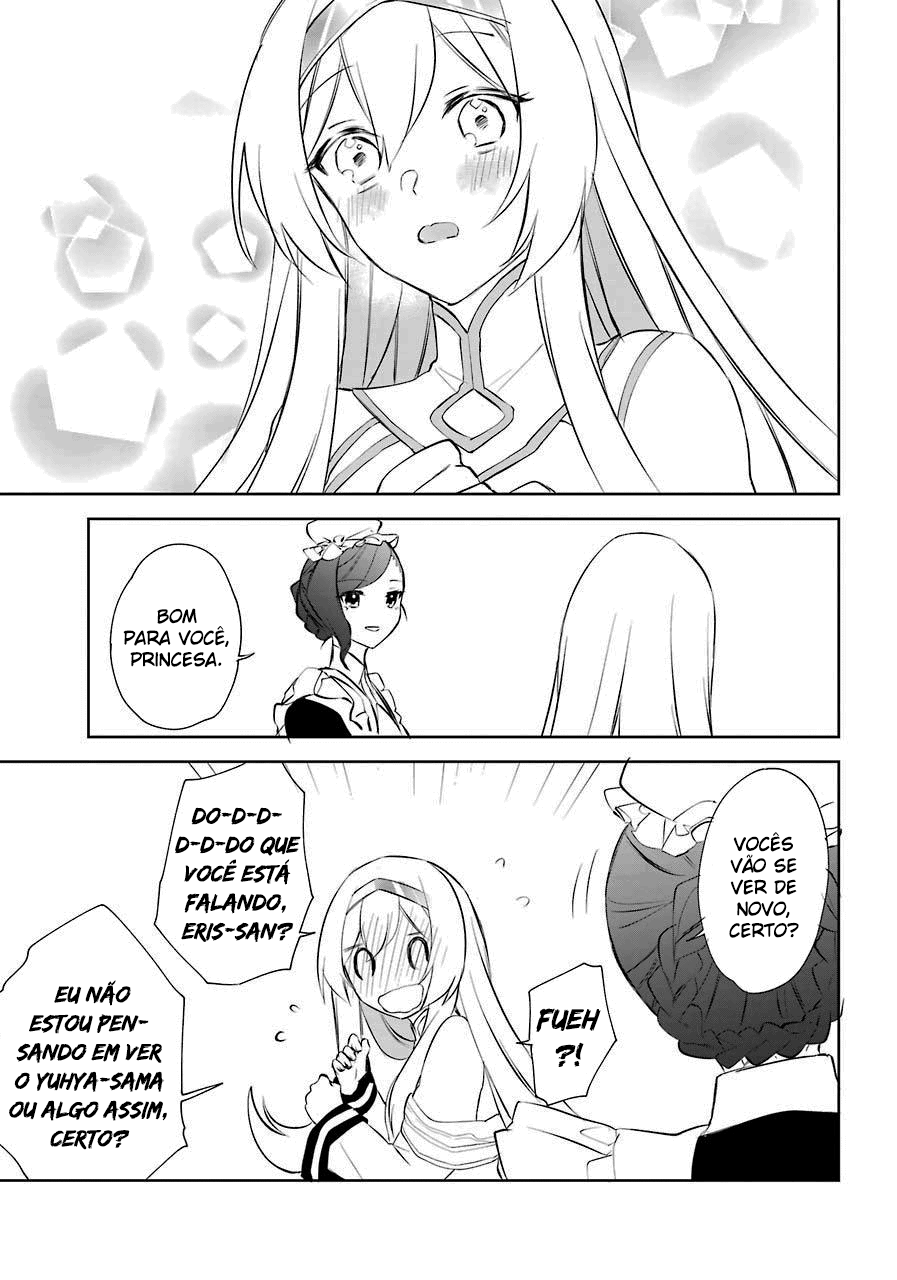 BOM
PARA VOCÊ,
PRINCESA.
VOCÊS
VÃO SE
VER DE
NOVO,
CERTO?
FUEH
?!
DO-D-D-
D-D-DO QUE
VOCÊ ESTÁ
FALANDO,
ERIS-SAN?
EU NÃO
ESTOU PEN-
SANDO EM VER
O YUHYA-SAMA
OU ALGO ASSIM,
CERTO?